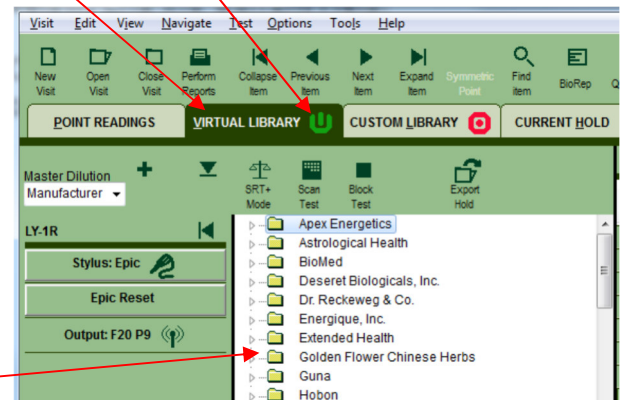 Visit Edit View Navigate Test Options Tools Help
New Visit
Open Visit
Close Visit
Perform Reports
Collapse Item
Previous Item
Next Item
Expand Item
Symmetric Point
Find item
BioRep
Q
POINT READINGS
VIRTUAL LIBRARY
CUSTOM LIBRARY
CURRENT HOLD
Master Dilution
Manufacturer
SRT+ Mode
Scan Test
Block Test
Export Hold
LY-1R
Stylus: Epic
Epic Reset
Output: F20 P9
Apex Energetics
Astrological Health
BioMed
Deseret Biologicals, Inc.
Dr. Reckeweg & Co.
Energique, Inc.
Extended Health
Golden Flower Chinese Herbs
Guna
Hobon